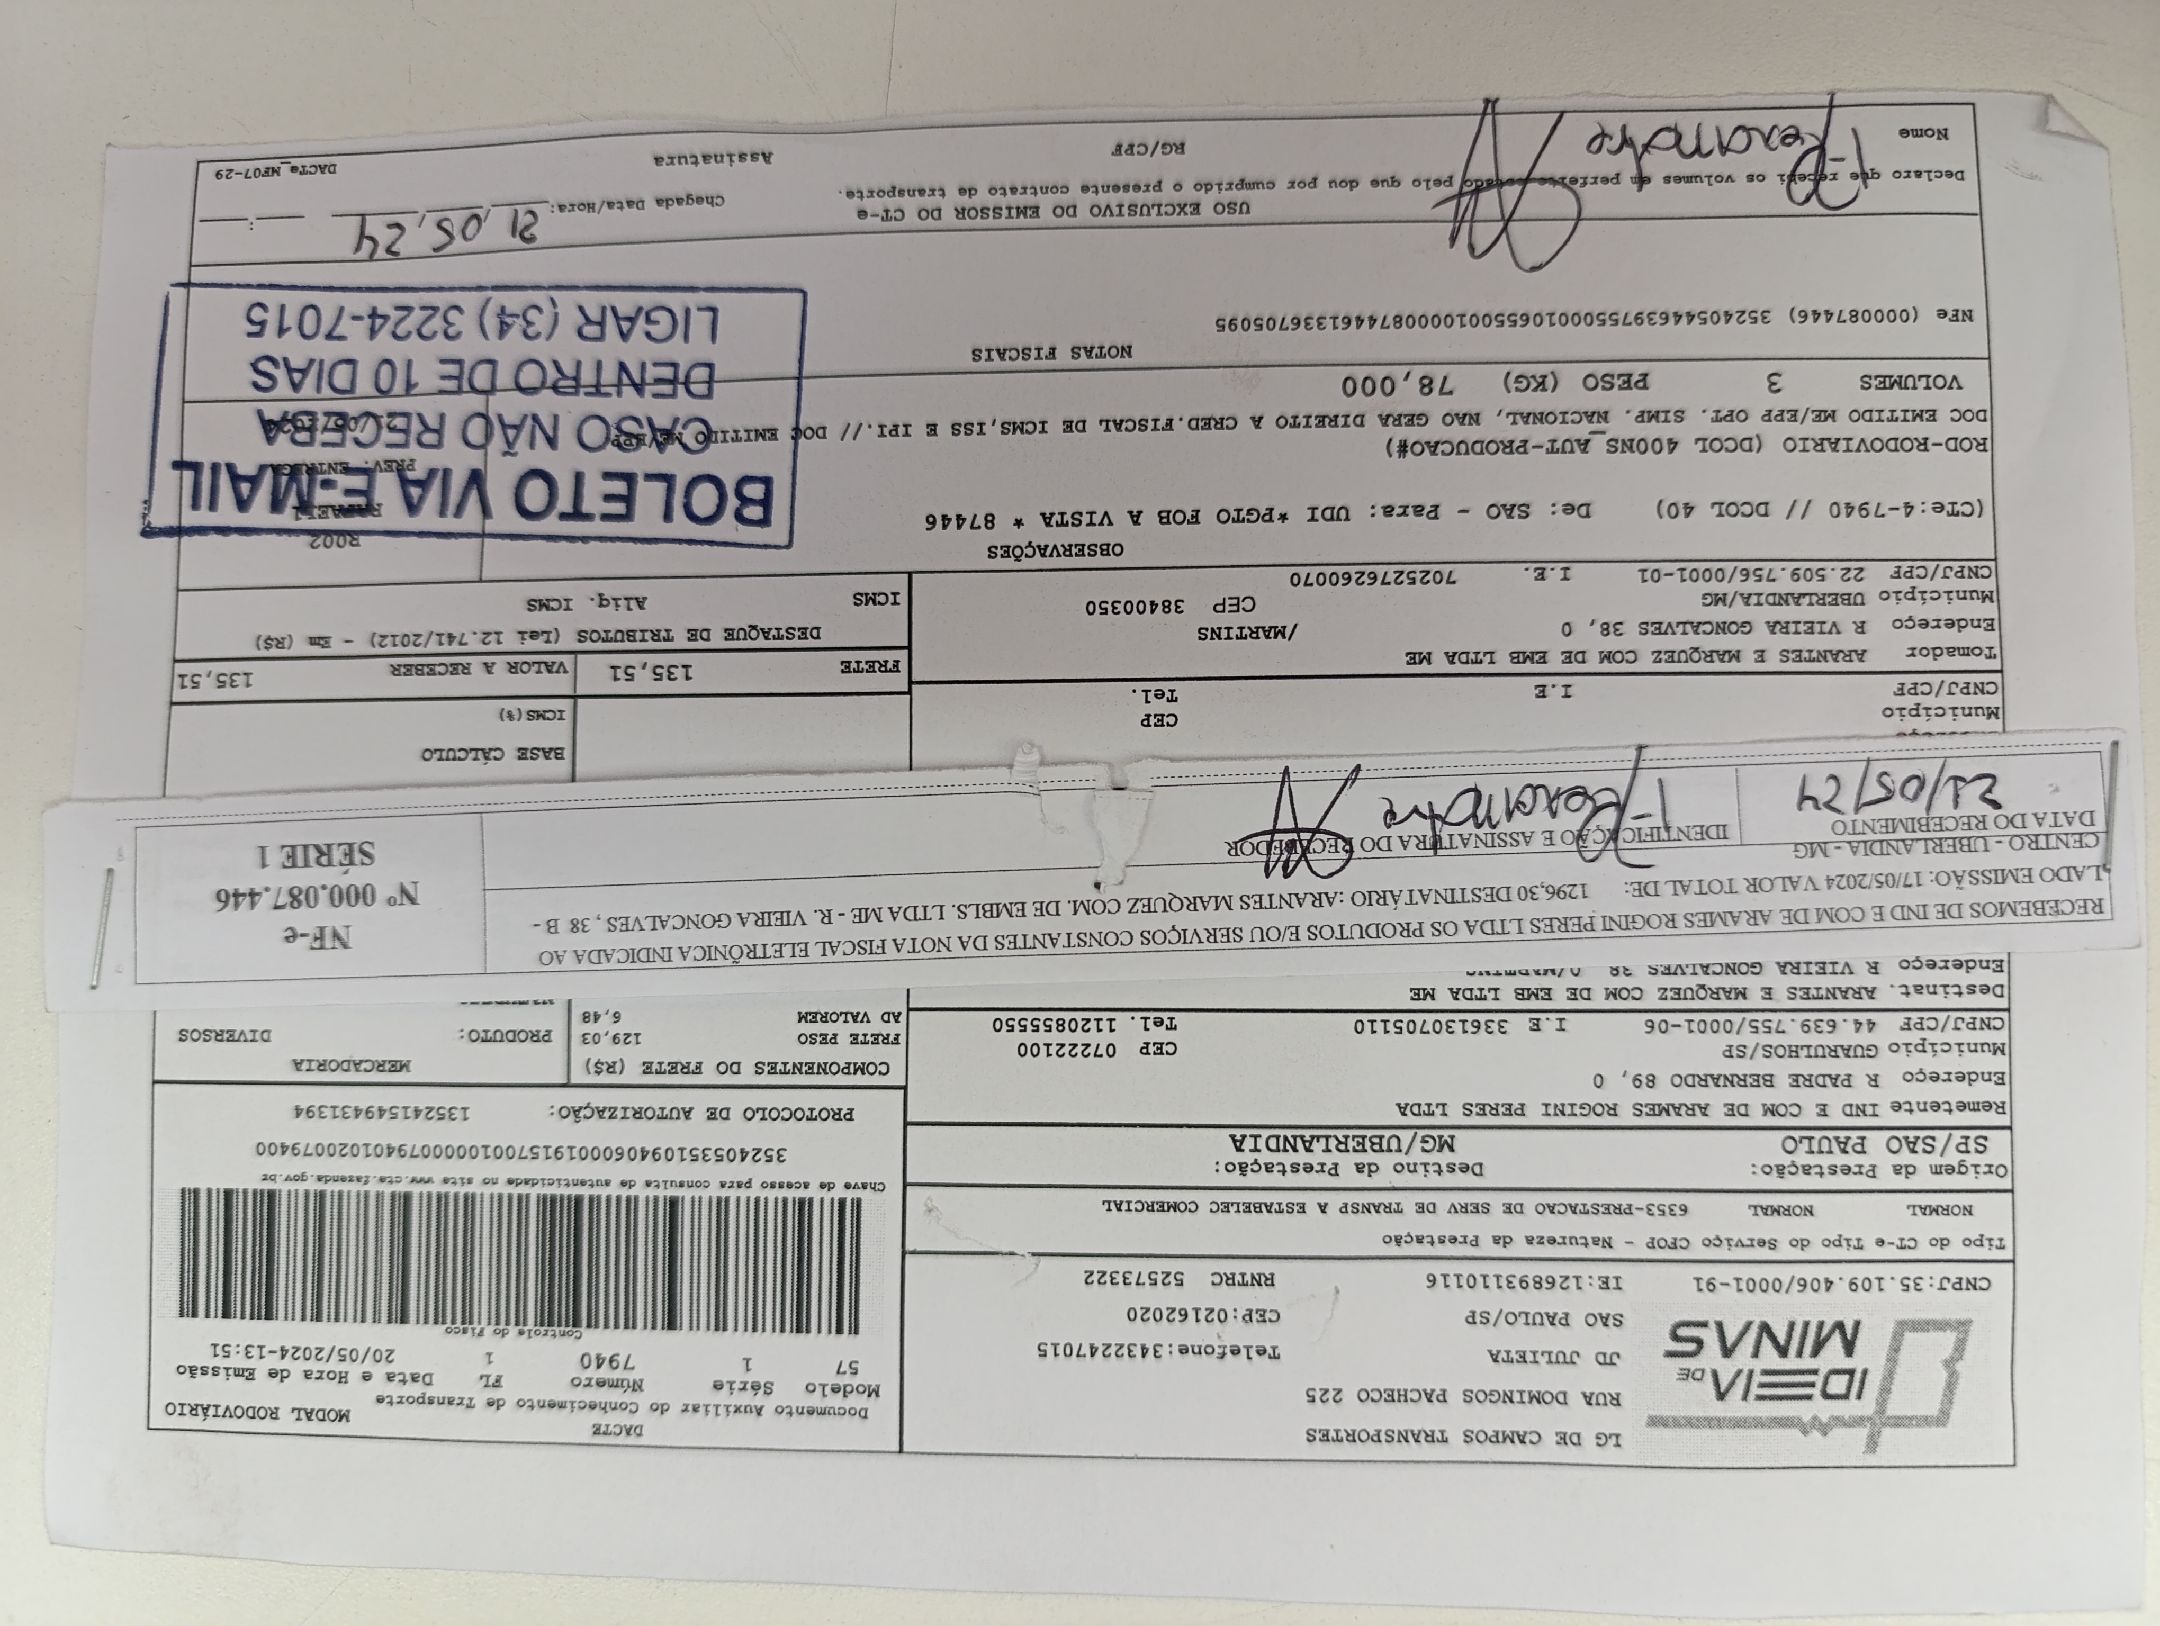 IDEIA DE
MINAS
LG DE CAMPOS TRANSPORTES
RUA DOMINGOS PACHECO 225
JD JULIETA Telefone:3432247015
SAO PAULO/SP CEP:02162020
CNPJ:35.109.406/0001-91 IE:126893110116 RNTRC 52573322
DACTE
Documento Auxiliar do Conhecimento de Transporte MODAL RODOVIÁRIO
Modelo Série Número FL Data e Hora de Emissão
57 1 7940 1 20/05/2024-13:51
Controle do Fisco
Chave de acesso para consulta de autenticidade no site www.cte.fazenda.gov.br
35240535109406000191570010000079401020079400
PROTOCOLO DE AUTORIZAÇÃO: 135241549431394
Tipo do CT-e Tipo do Serviço CFOP - Natureza da Prestação
NORMAL NORMAL 6353-PRESTACAO DE SERV DE TRANSP A ESTABELEC COMERCIAL
Origem da Prestação: Destino da Prestação:
SP/SAO PAULO MG/UBERLANDIA
Remetente IND E COM DE ARAMES ROGINI PERES LTDA
Endereço R PADRE BERNARDO 89, 0
Município GUARULHOS/SP CEP 07222100
CNPJ/CPF 44.639.755/0001-06 I.E 336130705110 Tel. 1120855550
Destinat. ARANTES E MARQUEZ COM DE EMB LTDA ME
Endereço R VIEIRA GONCALVES 38
COMPONENTES DO FRETE (R$) MERCADORIA
FRETE PESO 129,03 PRODUTO: DIVERSOS
AD VALOREM 6,48
RECEBEMOS DE IND E COM DE ARAMES ROGINI PERES LTDA OS PRODUTOS E/OU SERVIÇOS CONSTANTES DA NOTA FISCAL ELETRÔNICA INDICADA AO
LADO EMISSÃO: 17/05/2024 VALOR TOTAL DE: 1296,30 DESTINATÁRIO : ARANTES MARQUEZ COM. DE EMBLS. LTDA ME - R. VIEIRA GONCALVES , 38 B -
CENTRO - UBERLANDIA - MG
DATA DO RECEBIMENTO IDENTIFICAÇÃO E ASSINATURA DO RECEBEDOR
21/05/24
NF-e
Nº 000.087.446
SÉRIE 1
BASE CÁLCULO
ICMS(%)
Município CEP
CNPJ/CPF I.E Tel.
FRETE 135,51 VALOR A RECEBER 135,51
Tomador ARANTES E MARQUEZ COM DE EMB LTDA ME
Endereço R VIEIRA GONCALVES 38, 0 /MARTINS
Município UBERLANDIA/MG CEP 38400350
CNPJ/CPF 22.509.756/0001-01 I.E. 7025276260070
DESTAQUE DE TRIBUTOS (Lei 12.741/2012) - Em (R$)
ICMS Aliq. ICMS
OBSERVAÇÕES
(CTe:4-7940 // DCOL 40) De: SAO - Para: UDI *PGTO FOB A VISTA * 87446
ROD-RODOVIARIO (DCOL 400NS_AUT-PRODUCAO#)
DOC EMITIDO ME/EPP OPT. SIMP. NACIONAL, NAO GERA DIREITO A CRED.FISCAL DE ICMS,ISS E IPI.// DOC EMITIDO ME/EPP
R002
PREV. ENTREGA
BOLETO VIA E-MAIL
CASO NÃO RECEBA
DENTRO DE 10 DIAS
LIGAR (34) 3224-7015
VOLUMES 3 PESO (KG) 78,000
NOTAS FISCAIS
NFe (000087446) 35240544639755000106550010000874461336705095
USO EXCLUSIVO DO EMISSOR DO CT-e
Declaro que recebi os volumes em perfeito estado pelo que dou por cumprido o presente contrato de transporte.
Chegada Data/Hora: 21,05,24
Nome RG/CPF Assinatura
DACTe_MF07-29